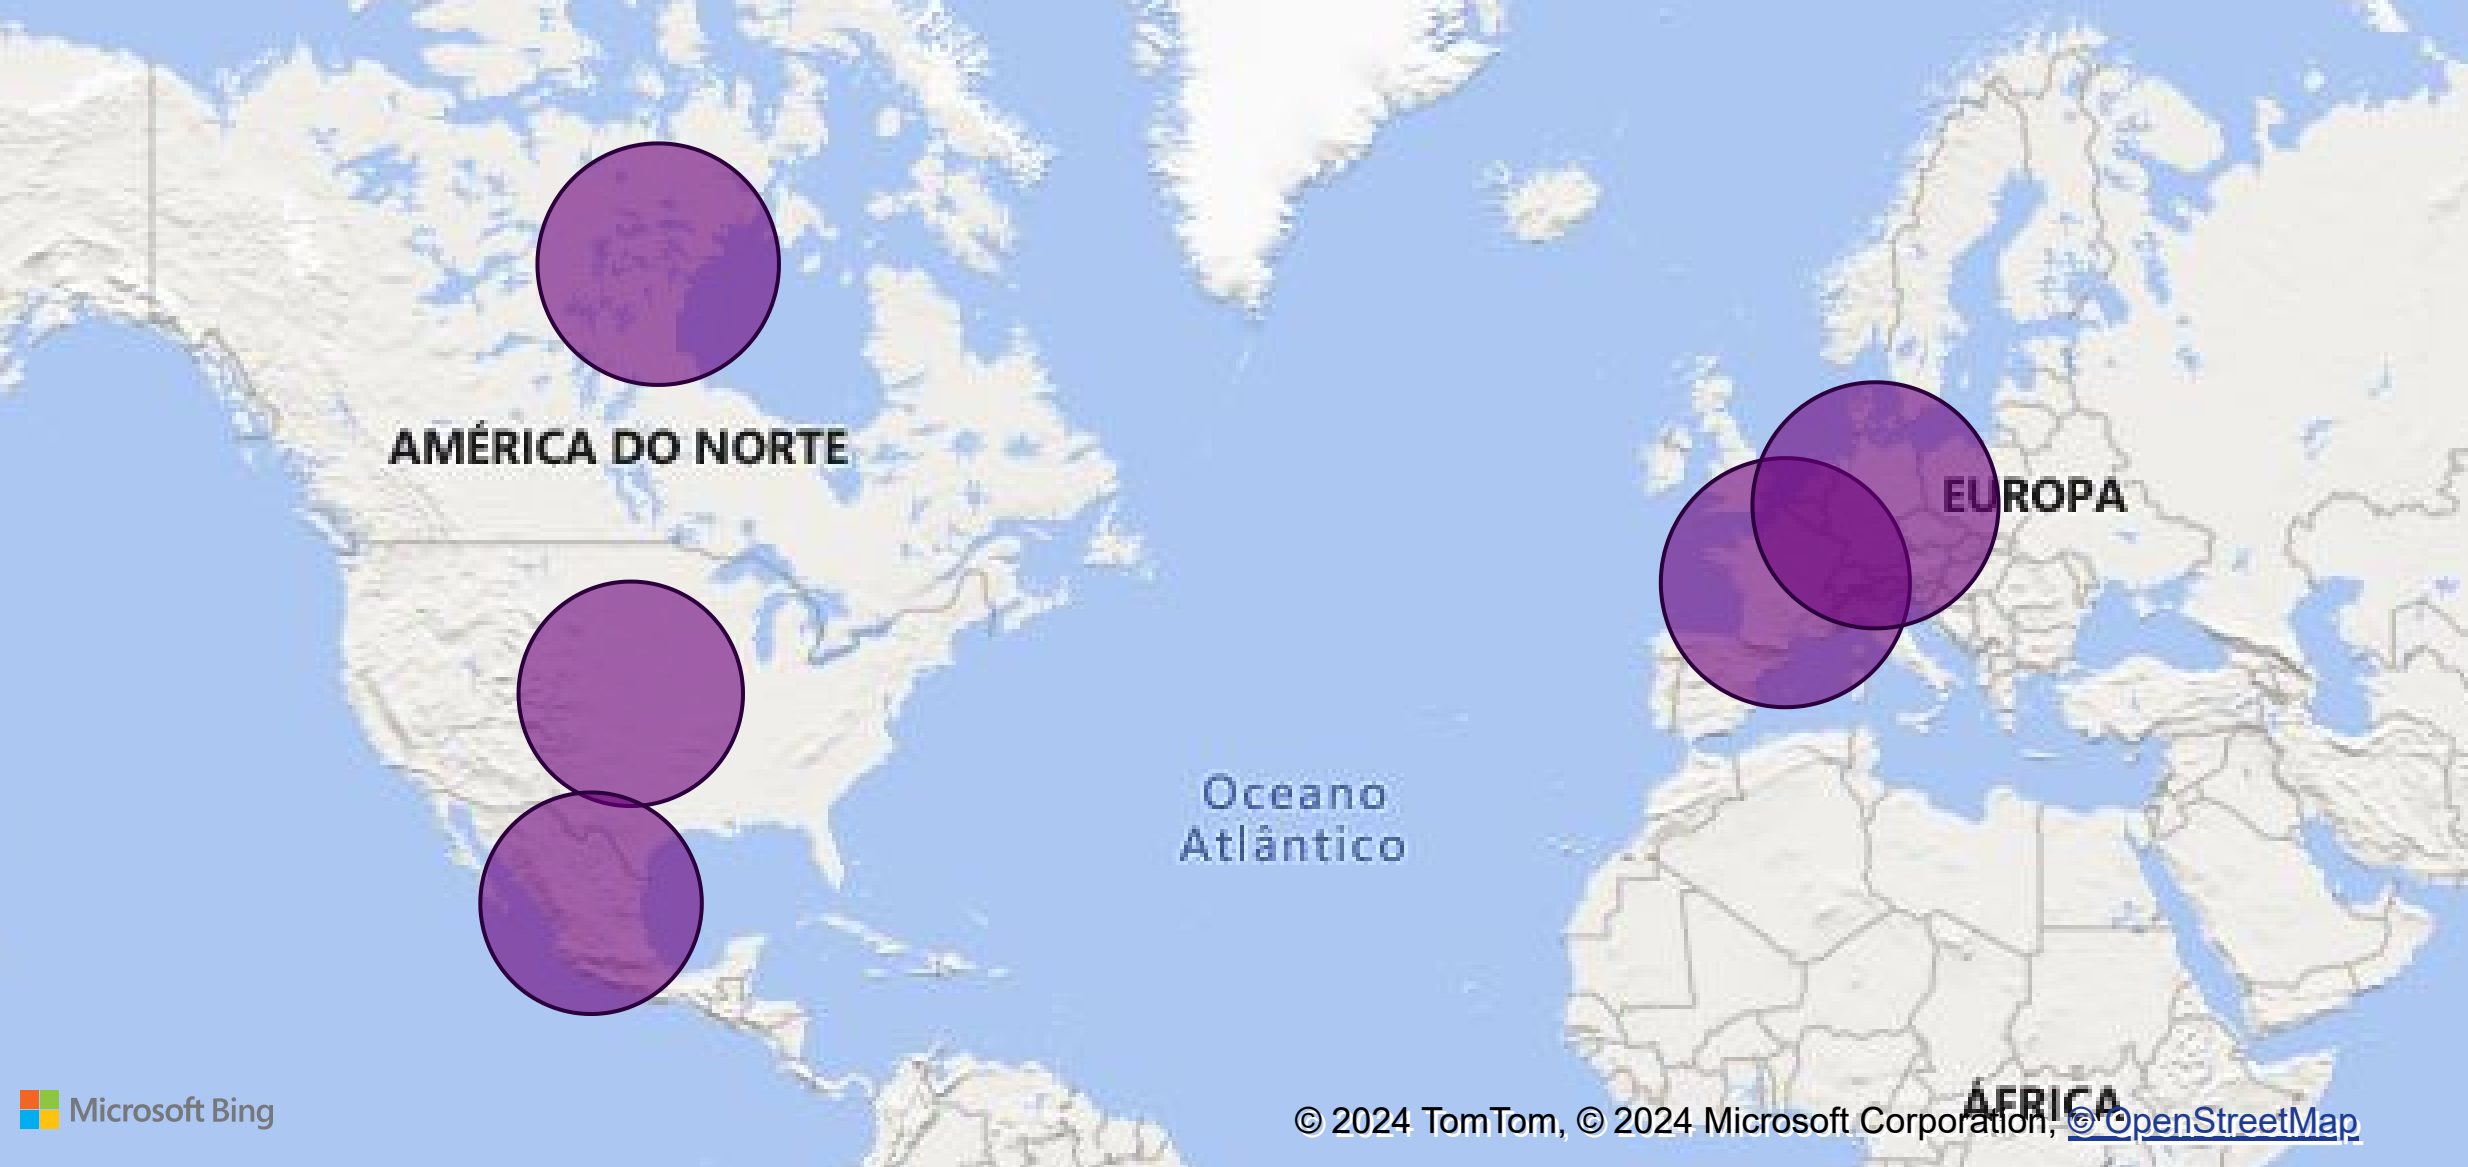 AMÉRICA DO NORTE
EUROPA
Oceano
Atlântico
ÁFRICA
Microsoft Bing
© 2024 TomTom, © 2024 Microsoft Corporation, © OpenStreetMap